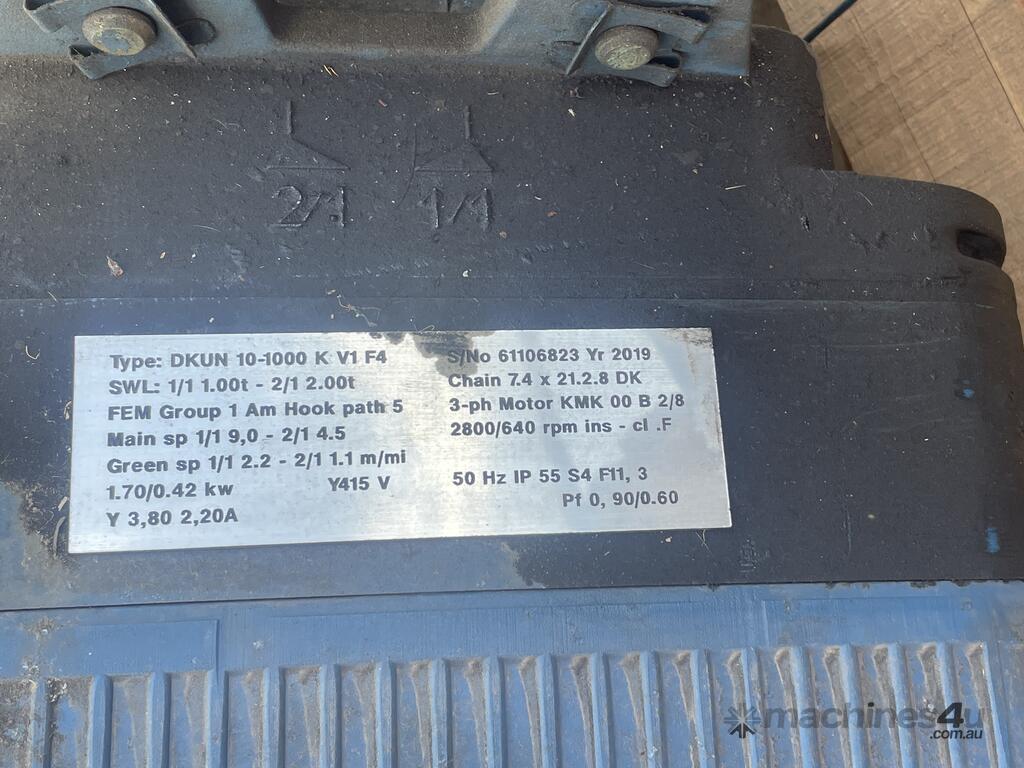 2/1 1/1
Type: DKUN 10-1000 K V1 F4
SWL: 1/1 1.00t - 2/1 2.00t
FEM Group 1 Am Hook path 5
Main sp 1/1 9,0 - 2/1 4.5
Green sp 1/1 2.2 - 2/1 1.1 m/mi
1.70/0.42 kw Y415 V
Y 3,80 2,20A
S/No 61106823 Yr 2019
Chain 7.4 x 21.2.8 DK
3-ph Motor KMK 00 B 2/8
2800/640 rpm ins - cl .F
50 Hz IP 55 S4 F11, 3
Pf 0, 90/0.60
machines4u
.com.au